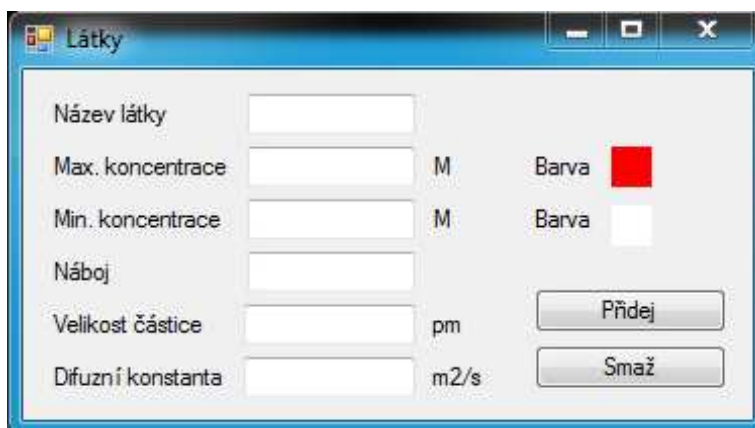 Látky
Název látky
Max. koncentrace M Barva
Min. koncentrace M Barva
Náboj
Velikost částice pm
Přidej
Difuzní konstanta m2/s
Smaž